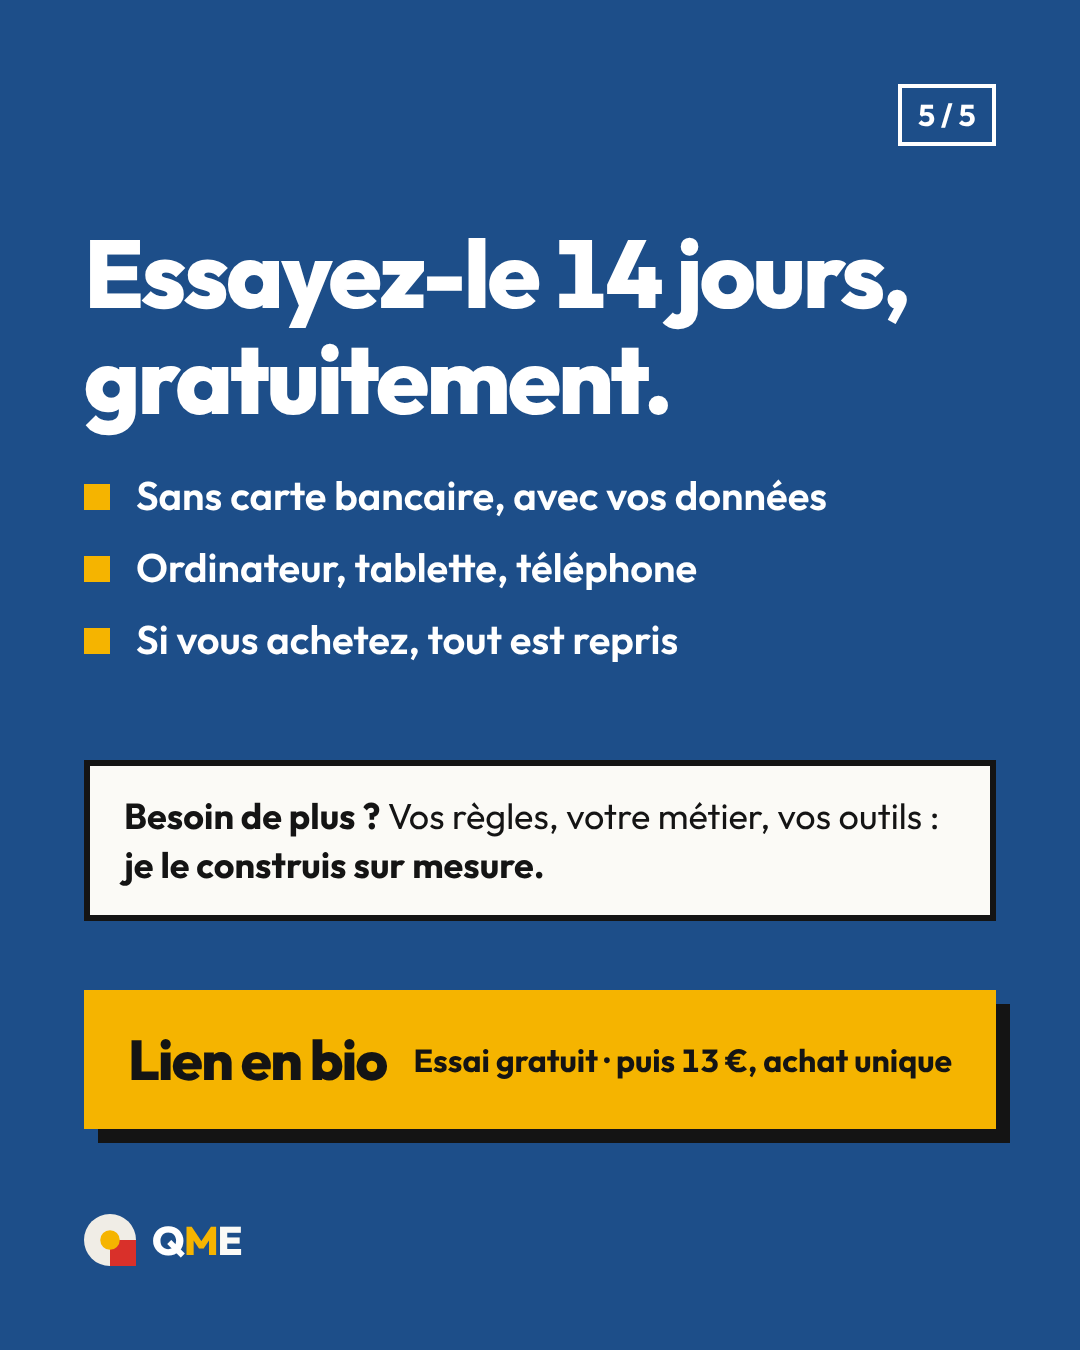 5 / 5
Essayez-le 14 jours,
gratuitement.
Sans carte bancaire, avec vos données
Ordinateur, tablette, téléphone
Si vous achetez, tout est repris
Besoin de plus ? Vos règles, votre métier, vos outils :
je le construis sur mesure.
Lien en bio Essai gratuit · puis 13 €, achat unique
QME